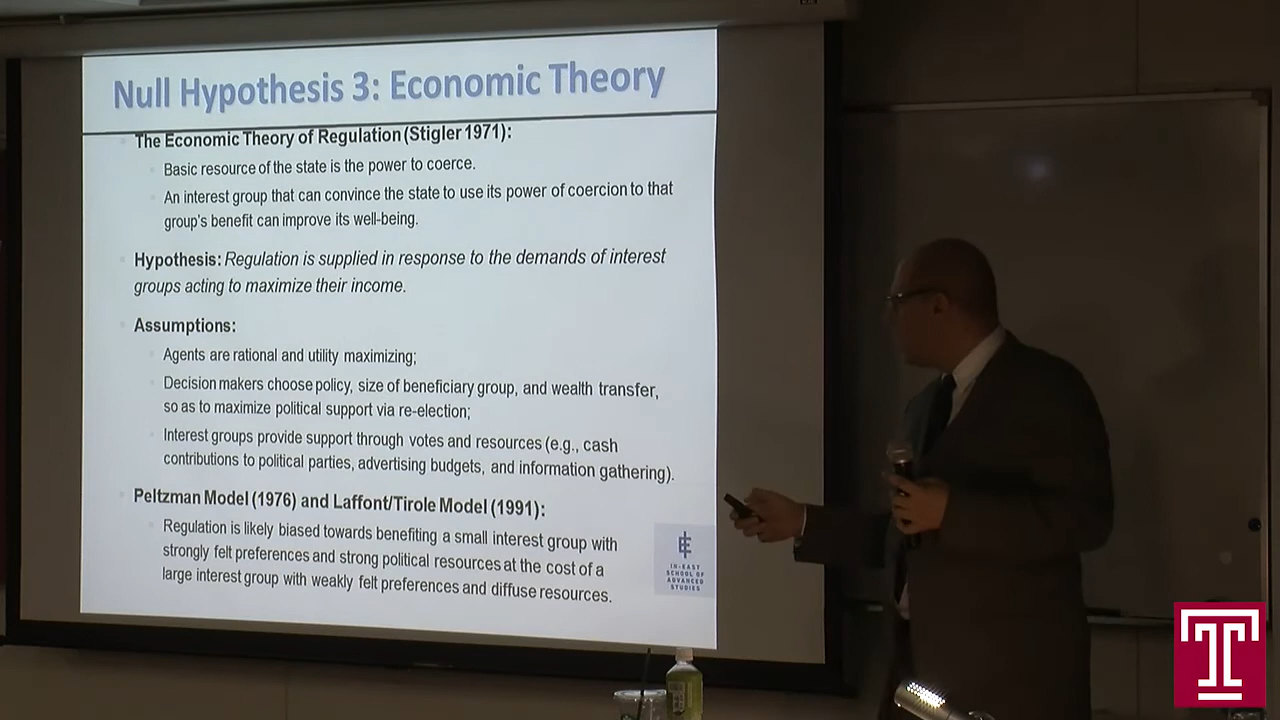 Null Hypothesis 3: Economic Theory
The Economic Theory of Regulation (Stigler 1971):
Basic resource of the state is the power to coerce.
An interest group that can convince the state to use its power of coercion to that
group's benefit can improve its well-being.
Hypothesis: Regulation is supplied in response to the demands of interest
groups acting to maximize their income.
Assumptions:
Agents are rational and utility maximizing;
Decision makers choose policy, size of beneficiary group, and wealth transfer,
so as to maximize political support via re-election;
Interest groups provide support through votes and resources (e.g., cash
contributions to political parties, advertising budgets, and information gathering).
Peltzman Model (1976) and Laffont/Tirole Model (1991):
Regulation is likely biased towards benefiting a small interest group with
strongly felt preferences and strong political resources at the cost of a
large interest group with weakly felt preferences and diffuse resources.
IN-EAST
SCHOOL OF
ADVANCED
STUDIES
T